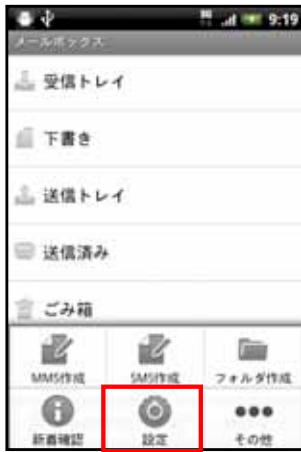 9:19
メールボックス
受信トレイ
下書き
送信トレイ
送信済み
ごみ箱
MMS作成 SMS作成 フォルダ作成
新着確認 設定 その他